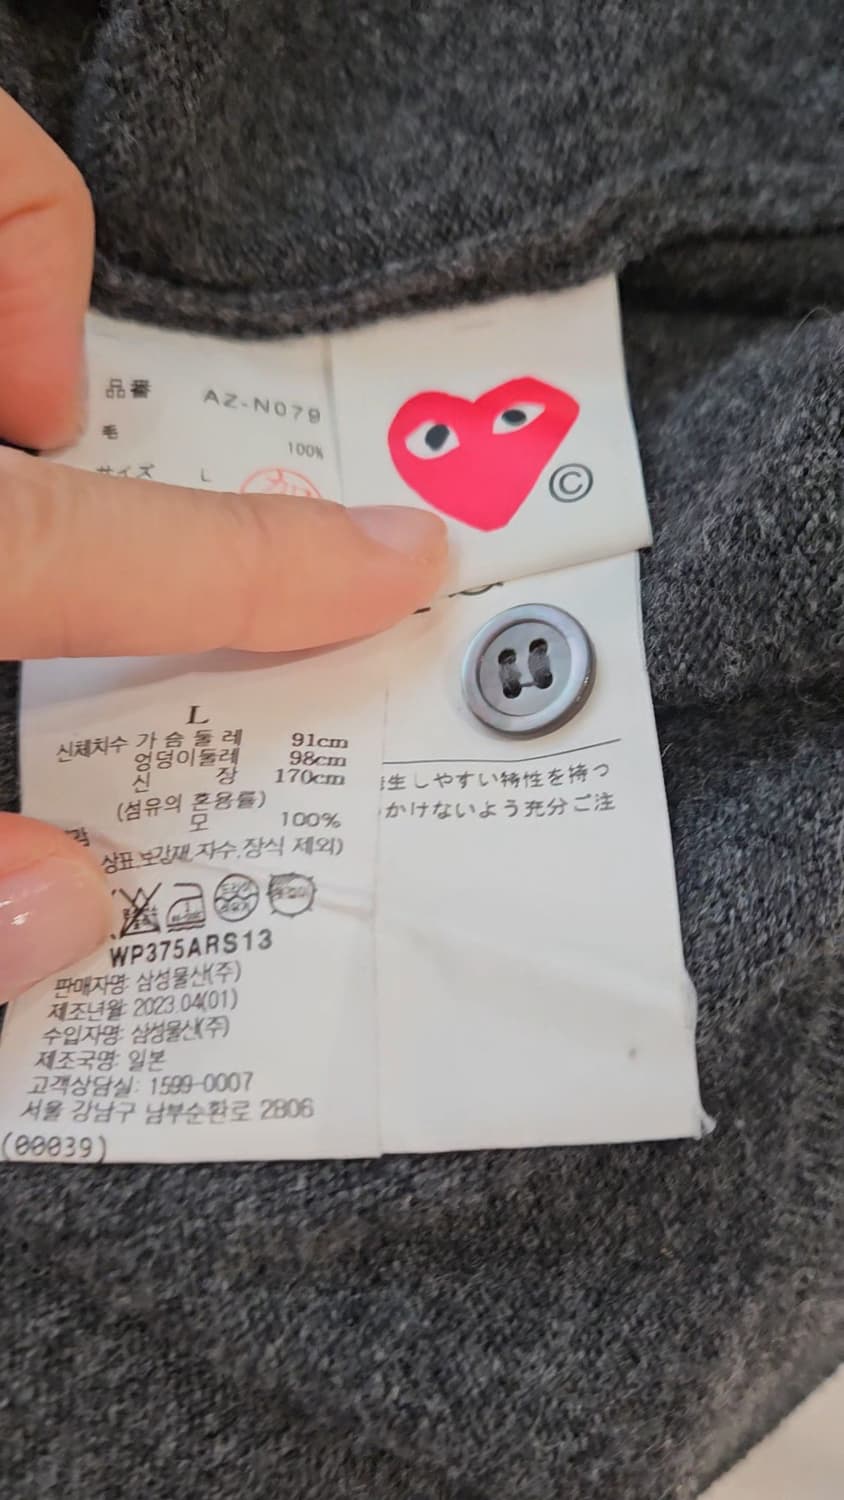 品番 AZ-N079
毛 100%
サイズ L
©
L
신체치수 가슴둘레 91cm
엉덩이둘레 98cm
신 장 170cm
(섬유의 혼용률)
모 100%
상표,보강재,자수,장식 제외)
WP375ARS13
판매자명: 삼성물산(주)
제조년월: 2023.04(01)
수입자명: 삼성물산(주)
제조국명: 일본
고객상담실: 1599-0007
서울 강남구 남부순환로 2806
(00039)
生しやすい特性を持つ
かけないよう充分ご注